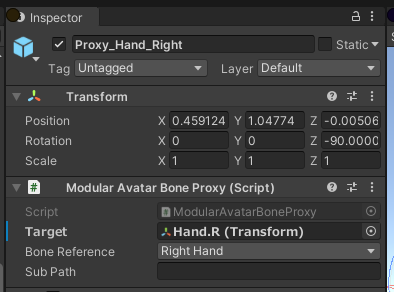 Inspector
Proxy_Hand_Right
Static
Tag Untagged Layer Default
Transform
Position X 0.459124 Y 1.04774 Z -0.00506
Rotation X 0 Y 0 Z -90.0000
Scale X 1 Y 1 Z 1
# Modular Avatar Bone Proxy (Script)
Script # ModularAvatarBoneProxy
Target Hand.R (Transform)
Bone Reference Right Hand
Sub Path